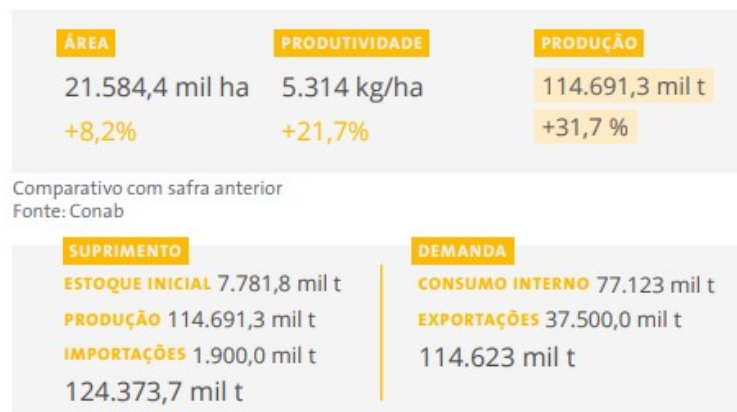 ÁREA
PRODUTIVIDADE
PRODUÇÃO
21.584,4 mil ha
5.314 kg/ha
114.691,3 mil t
+8,2%
+21,7%
+31,7 %
Comparativo com safra anterior
Fonte: Conab
SUPRIMENTO
ESTOQUE INICIAL 7.781,8 mil t
PRODUÇÃO 114.691,3 mil t
IMPORTAÇÕES 1.900,0 mil t
124.373,7 mil t
DEMANDA
CONSUMO INTERNO 77.123 mil t
EXPORTAÇÕES 37.500,0 mil t
114.623 mil t